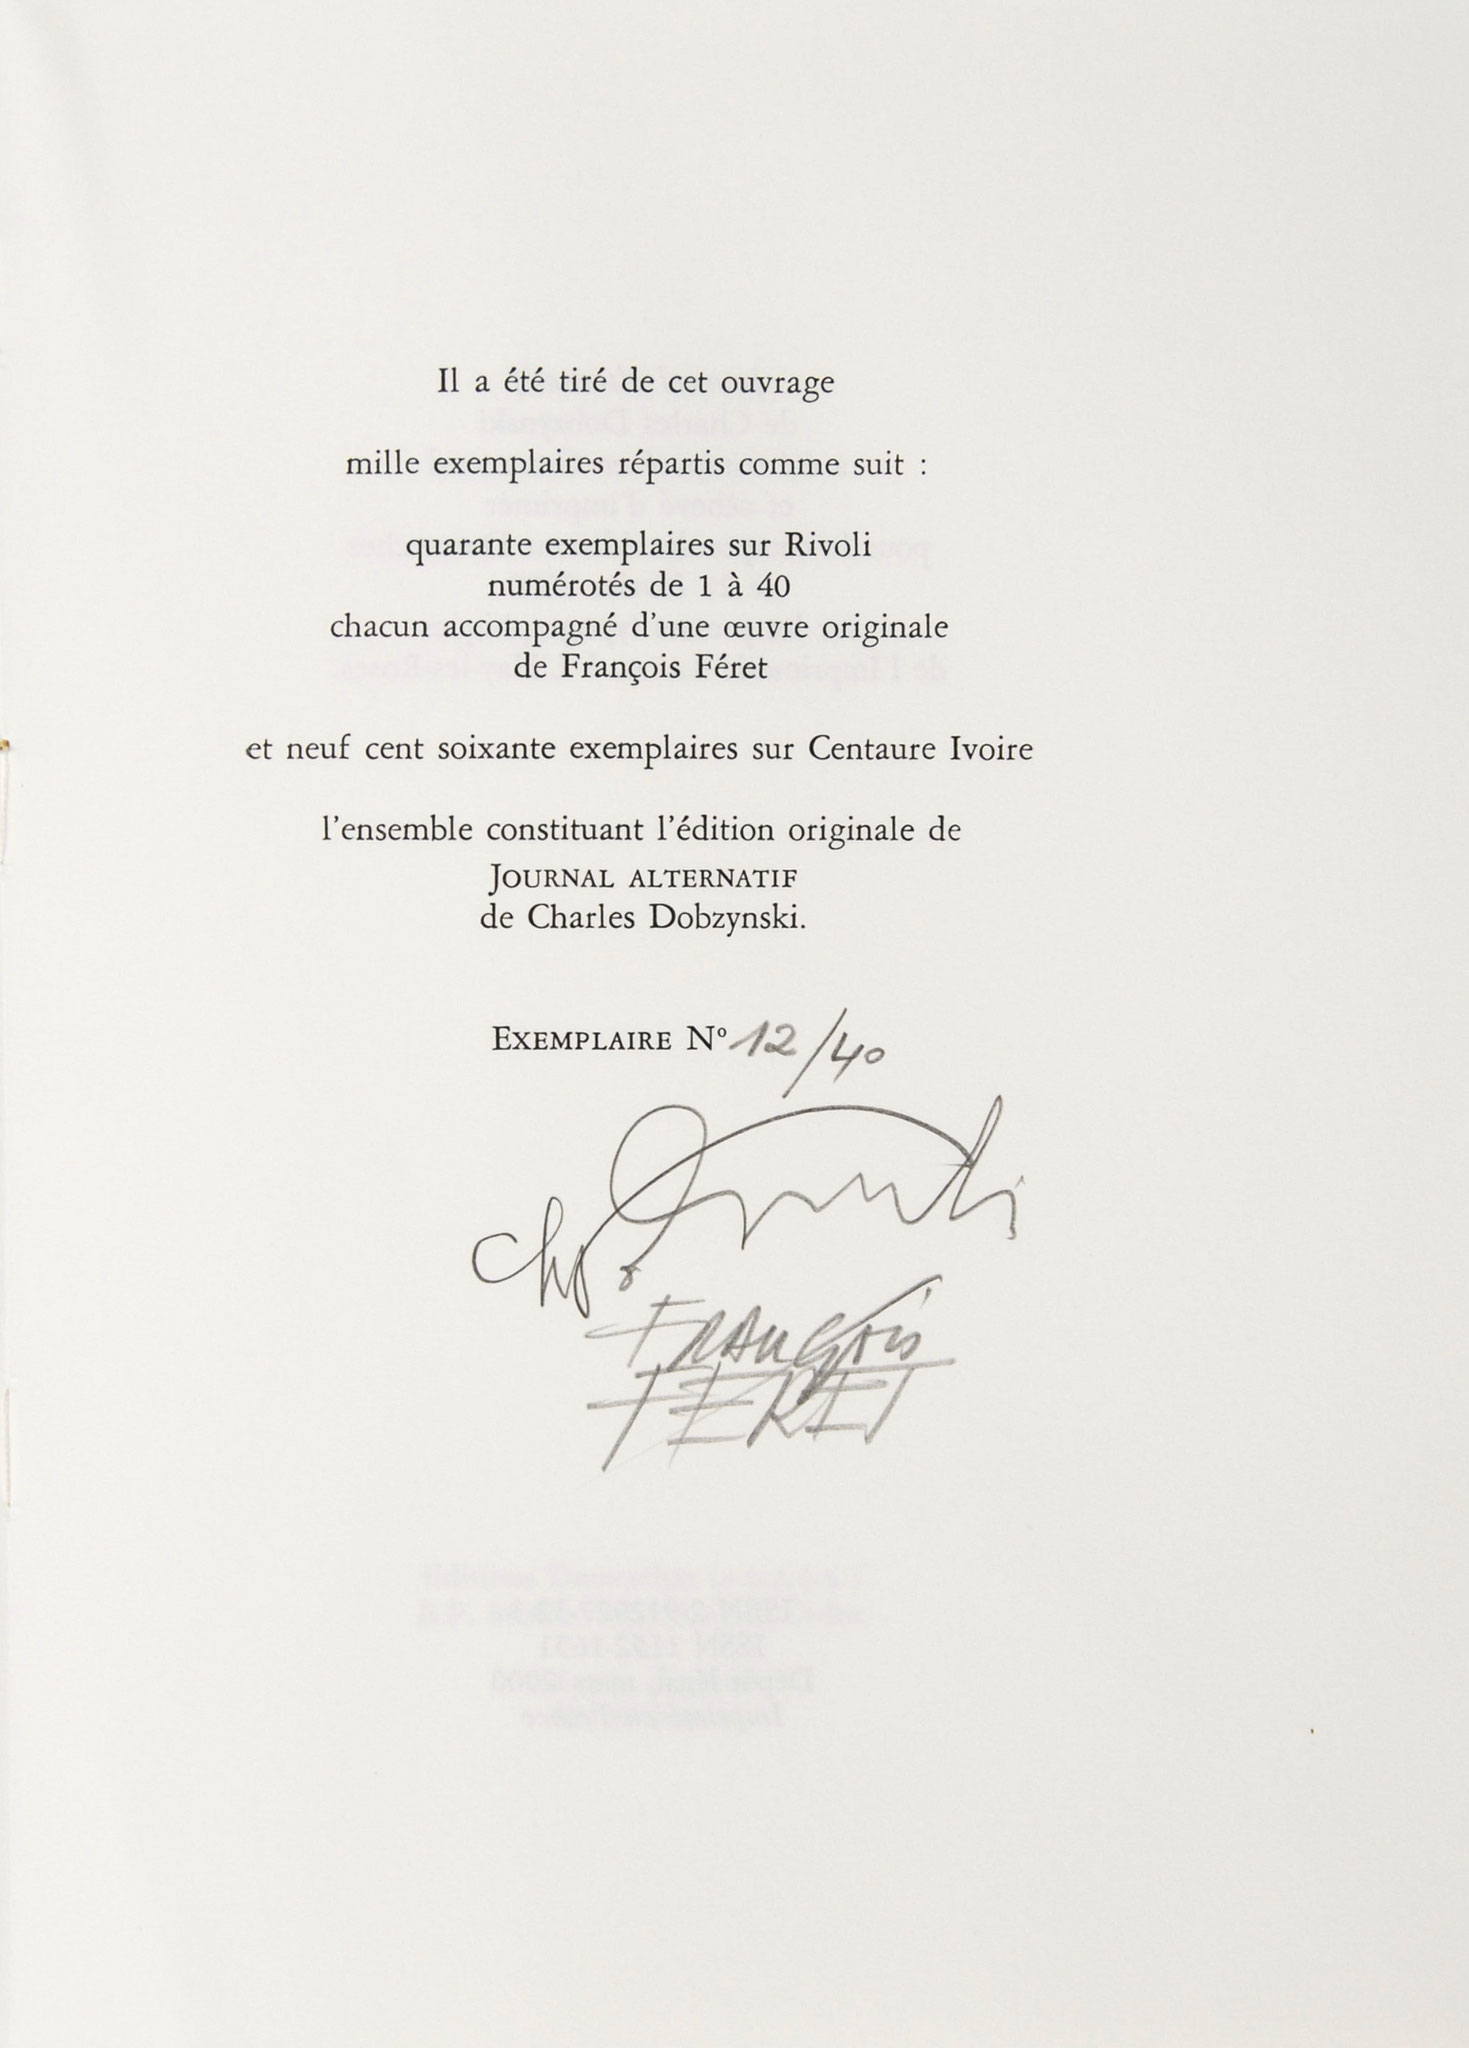 Il a été tiré de cet ouvrage
mille exemplaires répartis comme suit :
quarante exemplaires sur Rivoli
numérotés de 1 à 40
chacun accompagné d'une œuvre originale
de François Féret
et neuf cent soixante exemplaires sur Centaure Ivoire
l'ensemble constituant l'édition originale de
JOURNAL ALTERNATIF
de Charles Dobzynski.
EXEMPLAIRE Nº 12/40
FRANÇOIS
FERET